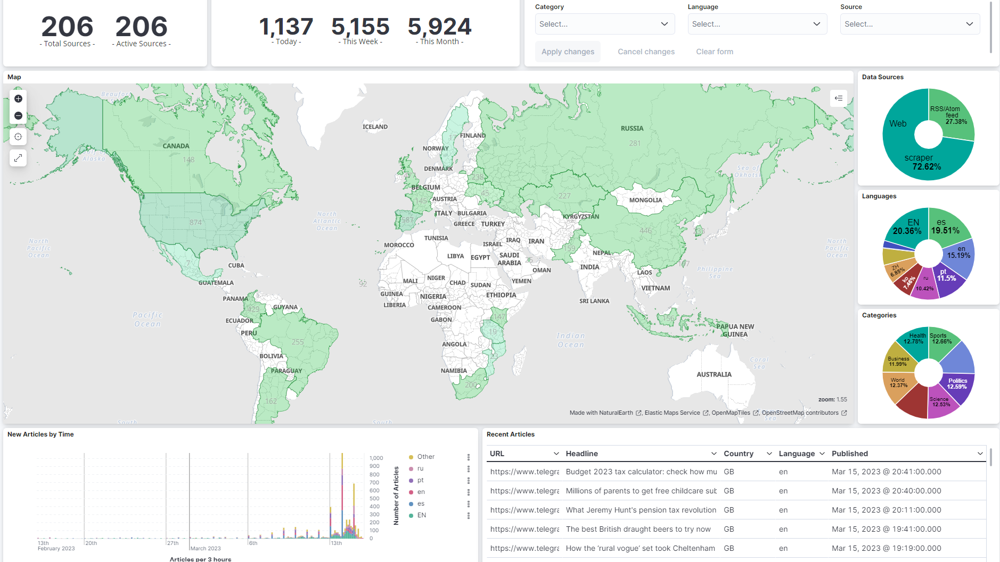 206
206
- Total Sources -
- Active Sources -
1,137
5,155
5,924
- Today -
- This Week -
- This Month -
Category
Language
Source
Select...
Select...
Select...
Apply changes
Cancel changes
Clear form
Map
Beaufort
Gulf of
Alaska
CANADA
148
ICELAND
FINLAND
NORWAY
DENMARK
RUSSIA
281
Sea of
Okhotsk
BELGIUM
238
45
145
AUSTRIA
227
MONGOLIA
874
North
Atlantic
Ocean
587
ITALY
BULGARIA
GREECE
TURKEY
KYRGYZSTAN
446
North
Pacific
Ocean
7
CUBA
GUATEMALA
MOROCCO
TUNISIA
ISRAEL
IRAQ
IRAN
159
NEPAL
LIBYA
EGYPT
SAUDI
ARABIA
OMAN
INDIA
LAOS
Philippine
Sea
North
Pacific
Ocean
92
MALI
NIGER
CHAD
SUDAN
YEMEN
VIETNAM
PANAMA
GUINEA
NIGERIA
ETHIOPIA
LIBERIA
CAMEROON
SRI LANKA
429
GUYANA
Pacific
Ocean
ECUADOR
GABON
147
156
PERU
255
19
Indian
Ocean
PAPUA NEW
GUINEA
ANGOLA
BOLIVIA
23
Coral
Sea
PARAGUAY
NAMIBIA
AUSTRALIA
200
162
zoom: 1.55
South
South
Made with NaturalEarth , Elastic Maps Service , OpenMapTiles , OpenStreetMap contributors
Data Sources
RSS/Atom
feed
27.38%
Web
scraper
72.62%
Languages
EN
20.36%
es
19.51%
en
15.19%
pt
11.5%
ru
10.42%
ko
7.46%
ZH
6.85%
Categories
Health
12.78%
Sports
12.66%
Business
11.99%
World
12.37%
Politics
12.59%
Science
12.53%
New Articles by Time
1,000
900
800
700
600
500
400
300
200
100
0
Number of Articles
Other
ru
pt
en
es
EN
13th
20th
27th
6th
13th
February 2023
March 2023
Articles per 3 hours
Recent Articles
URL Headline Country Language Published
https://www.telegra Budget 2023 tax calculator: check how mu GB en Mar 15, 2023 @ 20:41:00.000
https://www.telegra Millions of parents to get free childcare sub GB en Mar 15, 2023 @ 20:40:00.000
https://www.telegra What Jeremy Hunt's pension tax revolution GB en Mar 15, 2023 @ 20:11:00.000
https://www.telegra The best British draught beers to try now GB en Mar 15, 2023 @ 19:41:00.000
https://www.telegra How the ‘rural vogue’ set took Cheltenham GB en Mar 15, 2023 @ 19:19:00.000